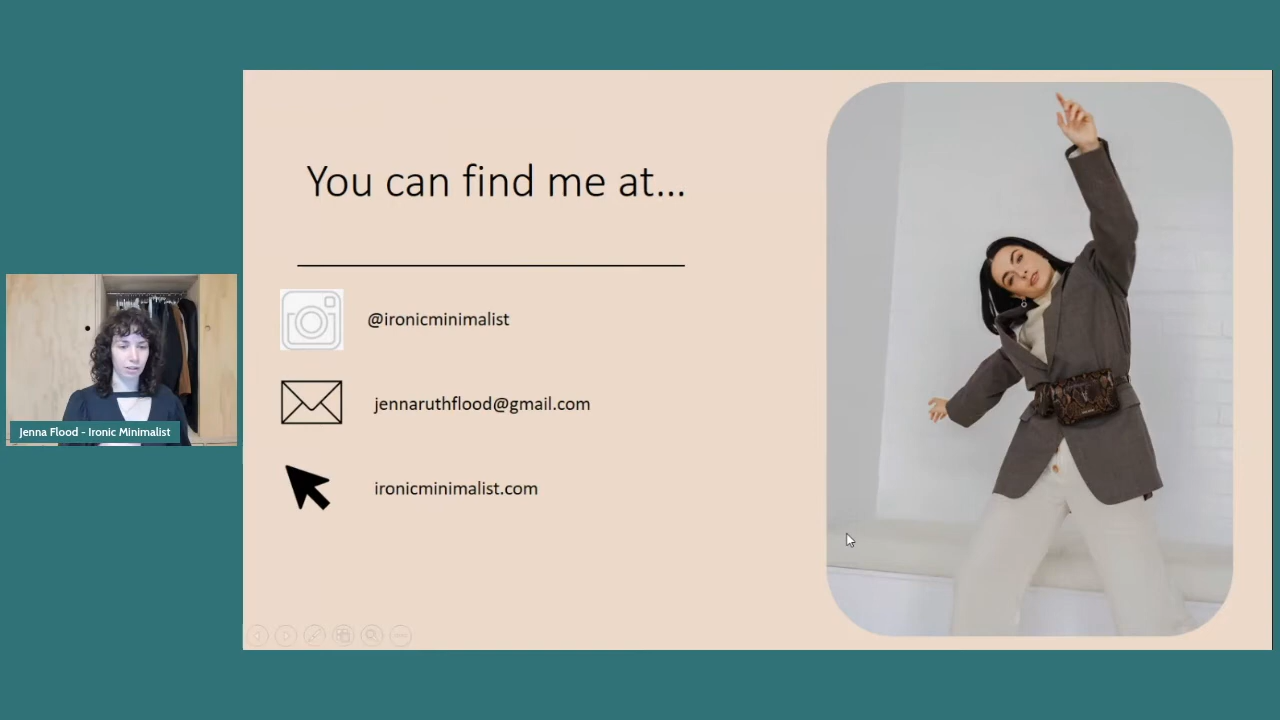 You can find me at...
@ironicminimalist
jennaruthflood@gmail.com
ironicminimalist.com
Jenna Flood - Ironic Minimalist